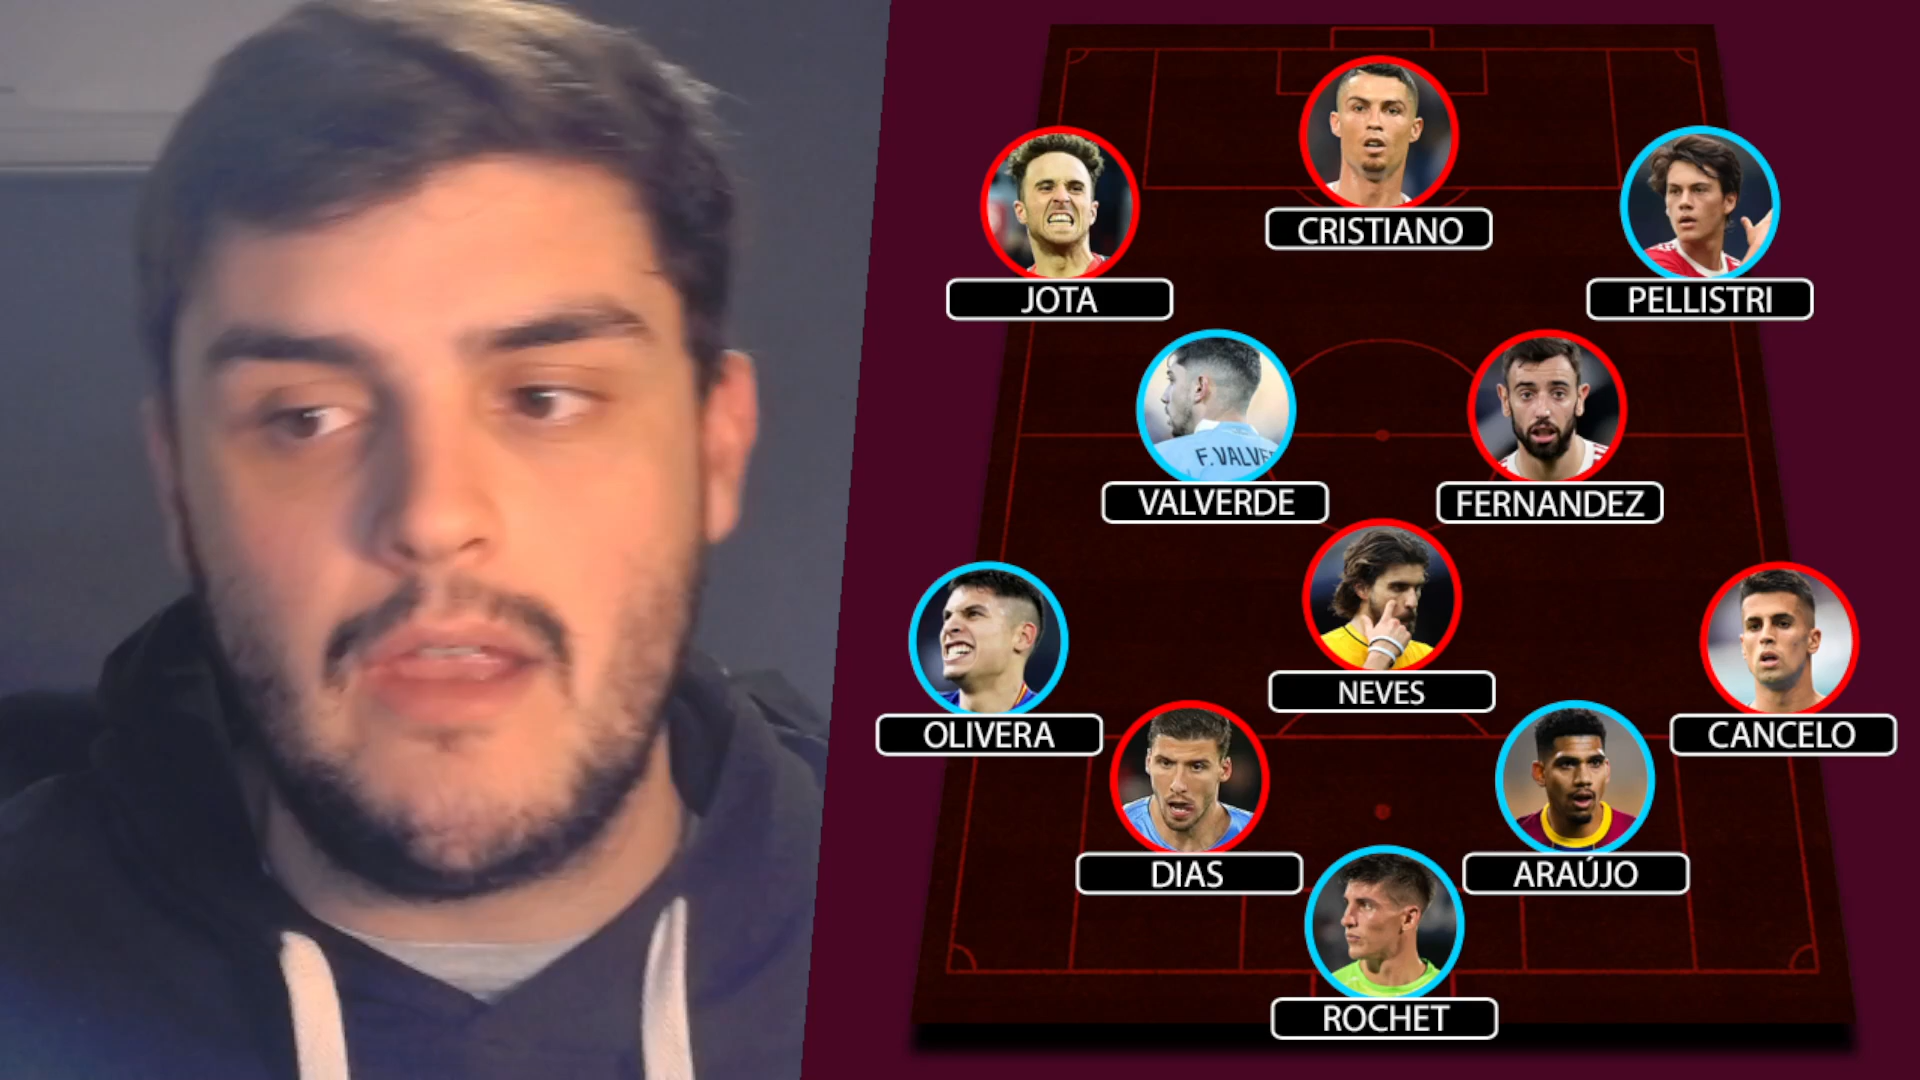 CRISTIANO
JOTA
PELLISTRI
F.VALVE
VALVERDE
FERNANDEZ
NEVES
OLIVERA
CANCELO
DIAS
ARAÚJO
ROCHET